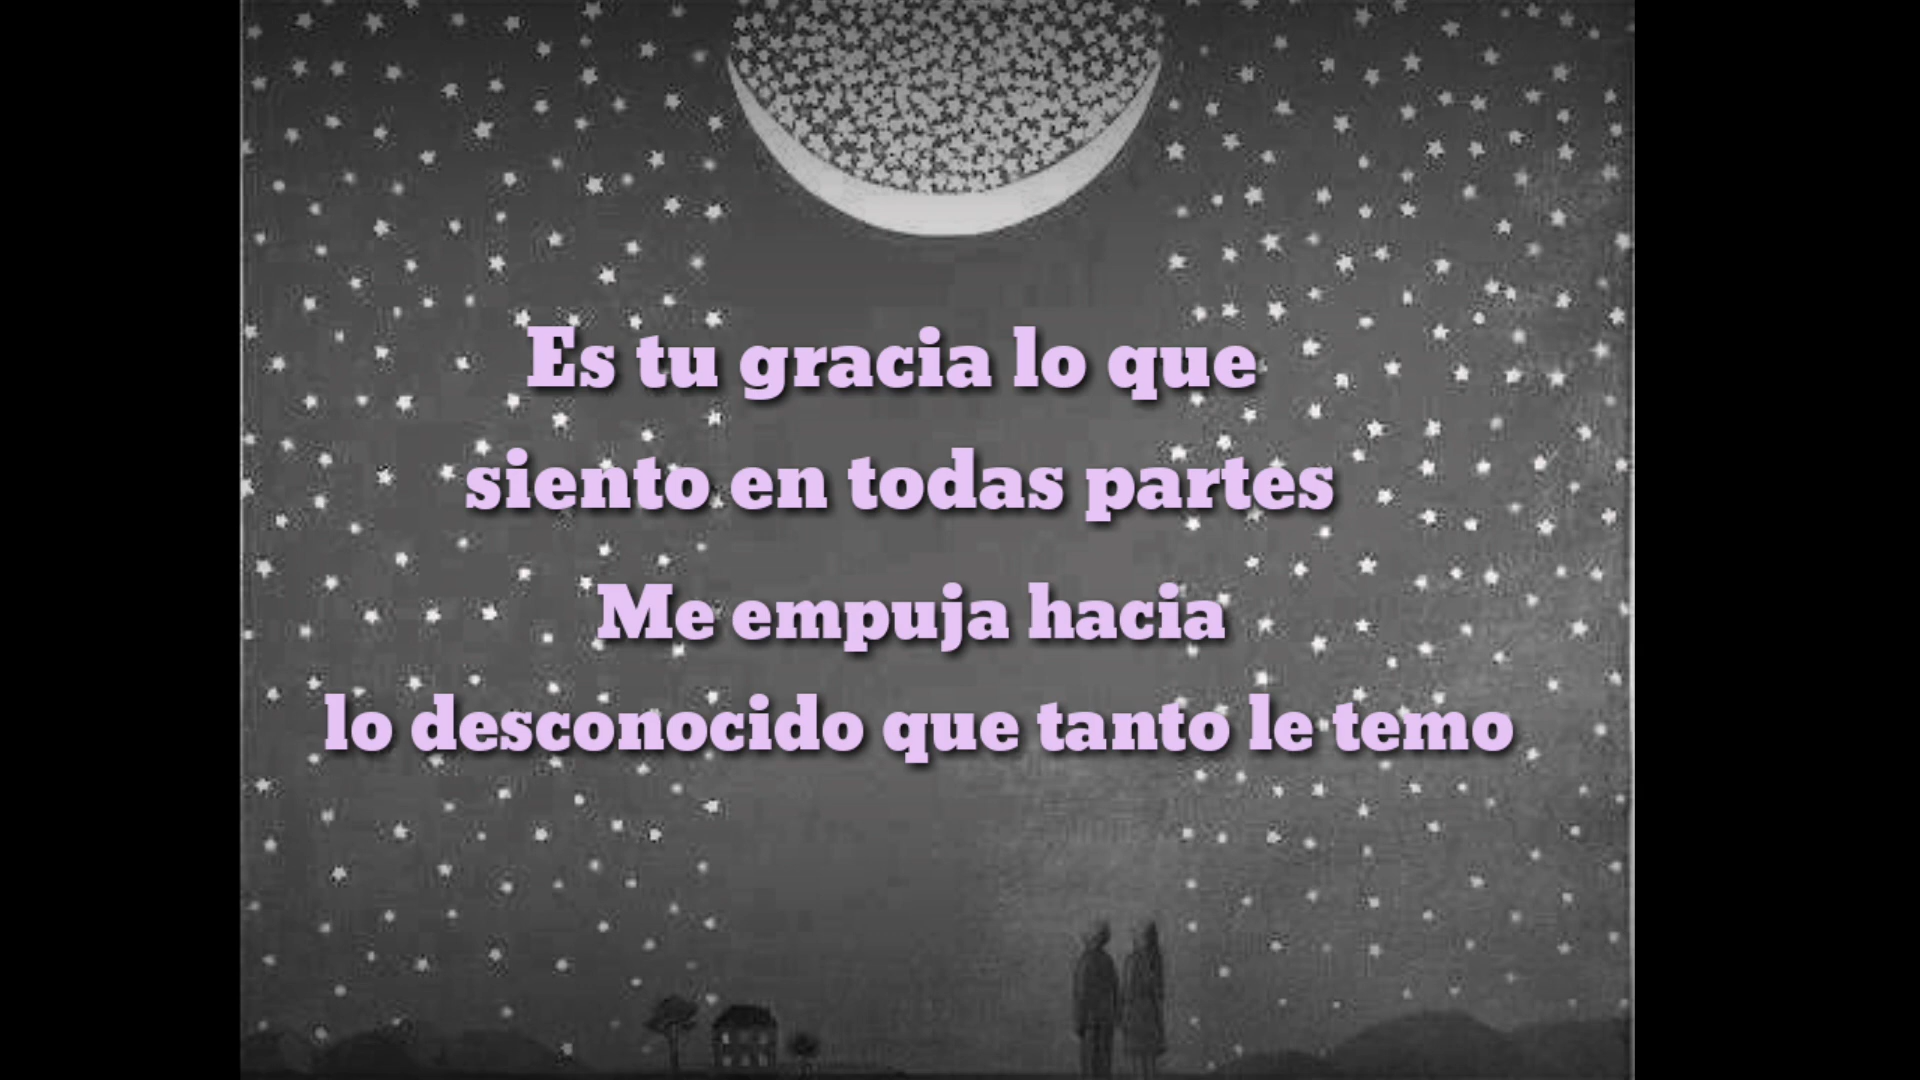 Es tu gracia lo que
siento en todas partes
Me empuja hacia
lo desconocido que tanto le temo